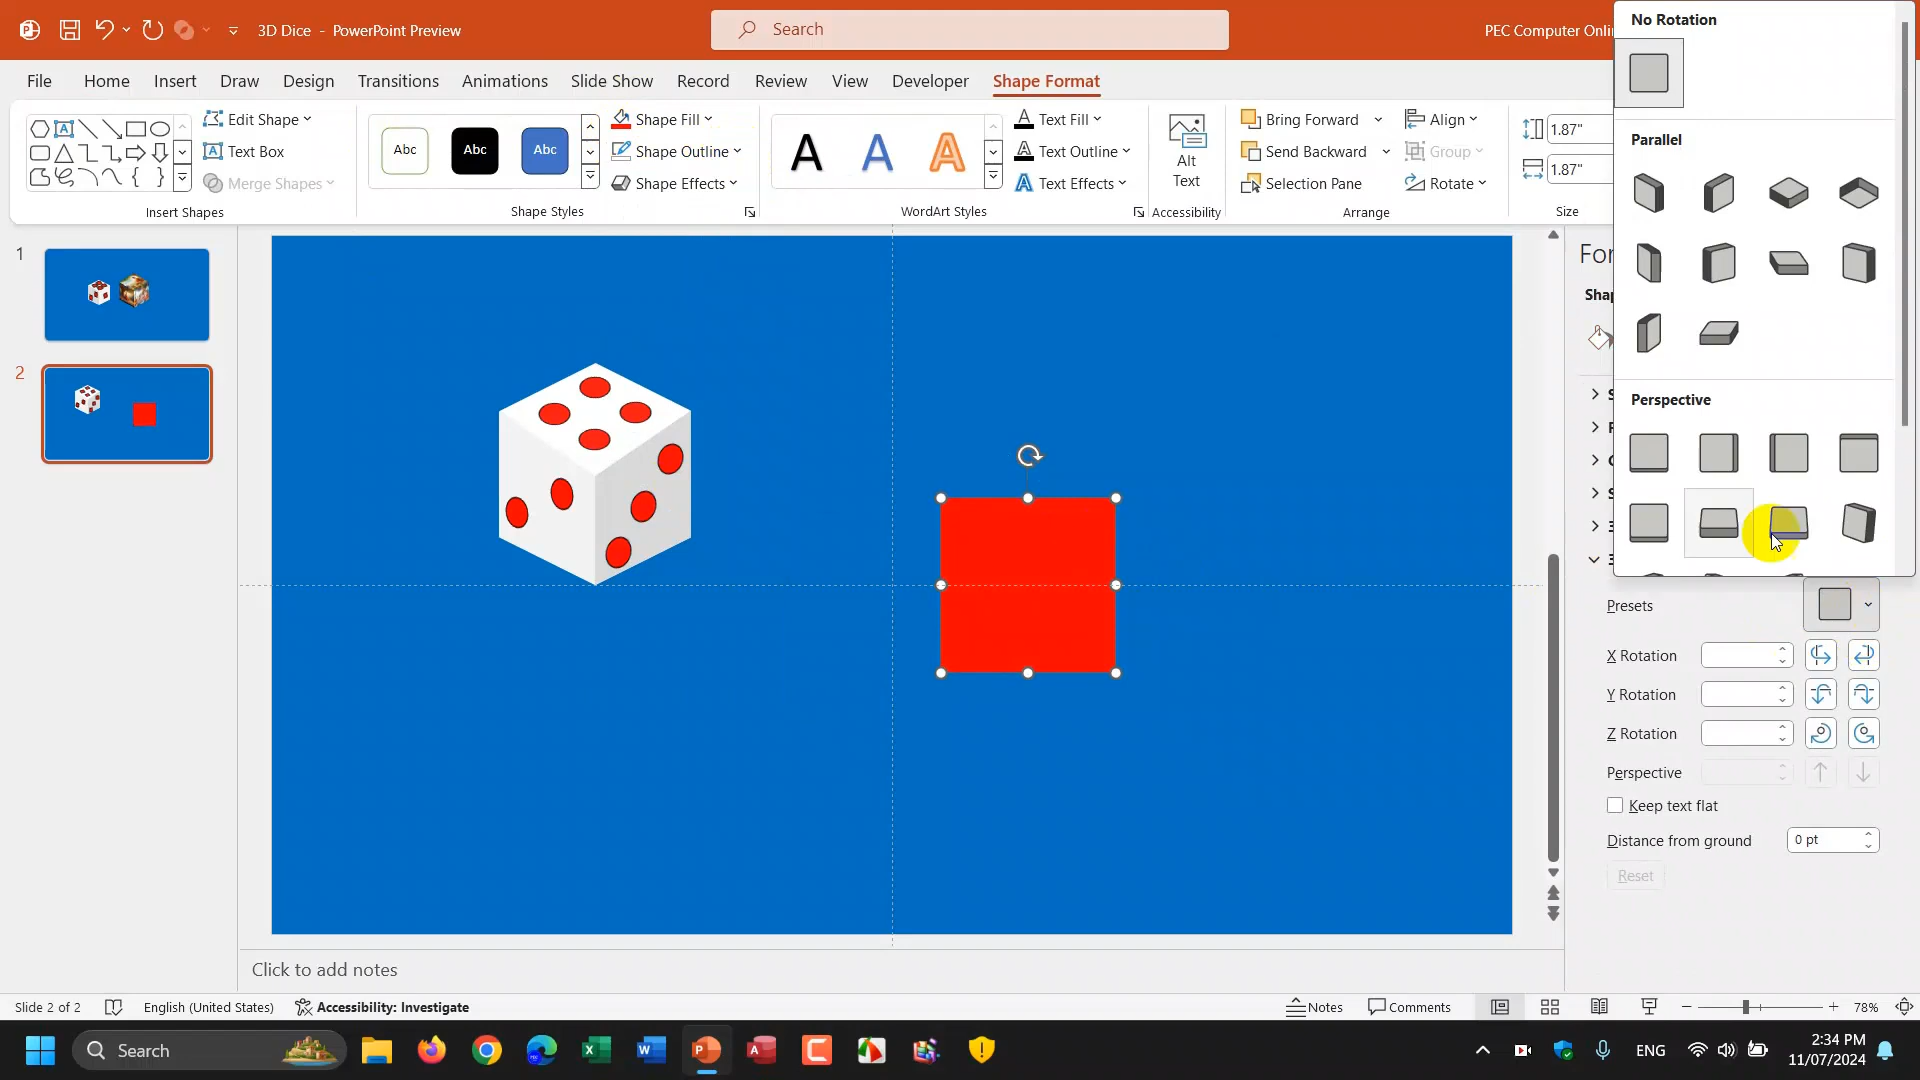 3D Dice - PowerPoint Preview
Search
PEC Computer Onlin
File Home Insert Draw Design Transitions Animations Slide Show Record Review View Developer Shape Format
Edit Shape
Text Box
Merge Shapes
Insert Shapes
Abc Abc Abc
Shape Fill
Shape Outline
Shape Effects
Shape Styles
A A A
Text Fill
Text Outline
Text Effects
WordArt Styles
Alt
Text
Accessibility
Bring Forward
Send Backward
Selection Pane
Align
Group
Rotate
Arrange
1.87"
1.87"
Size
No Rotation
Parallel
Perspective
1
2
Presets
X Rotation
Y Rotation
Z Rotation
Perspective
Keep text flat
Distance from ground 0 pt
Reset
Click to add notes
Slide 2 of 2 English (United States) Accessibility: Investigate Notes Comments 78%
Search
ENG
2:34 PM
11/07/2024